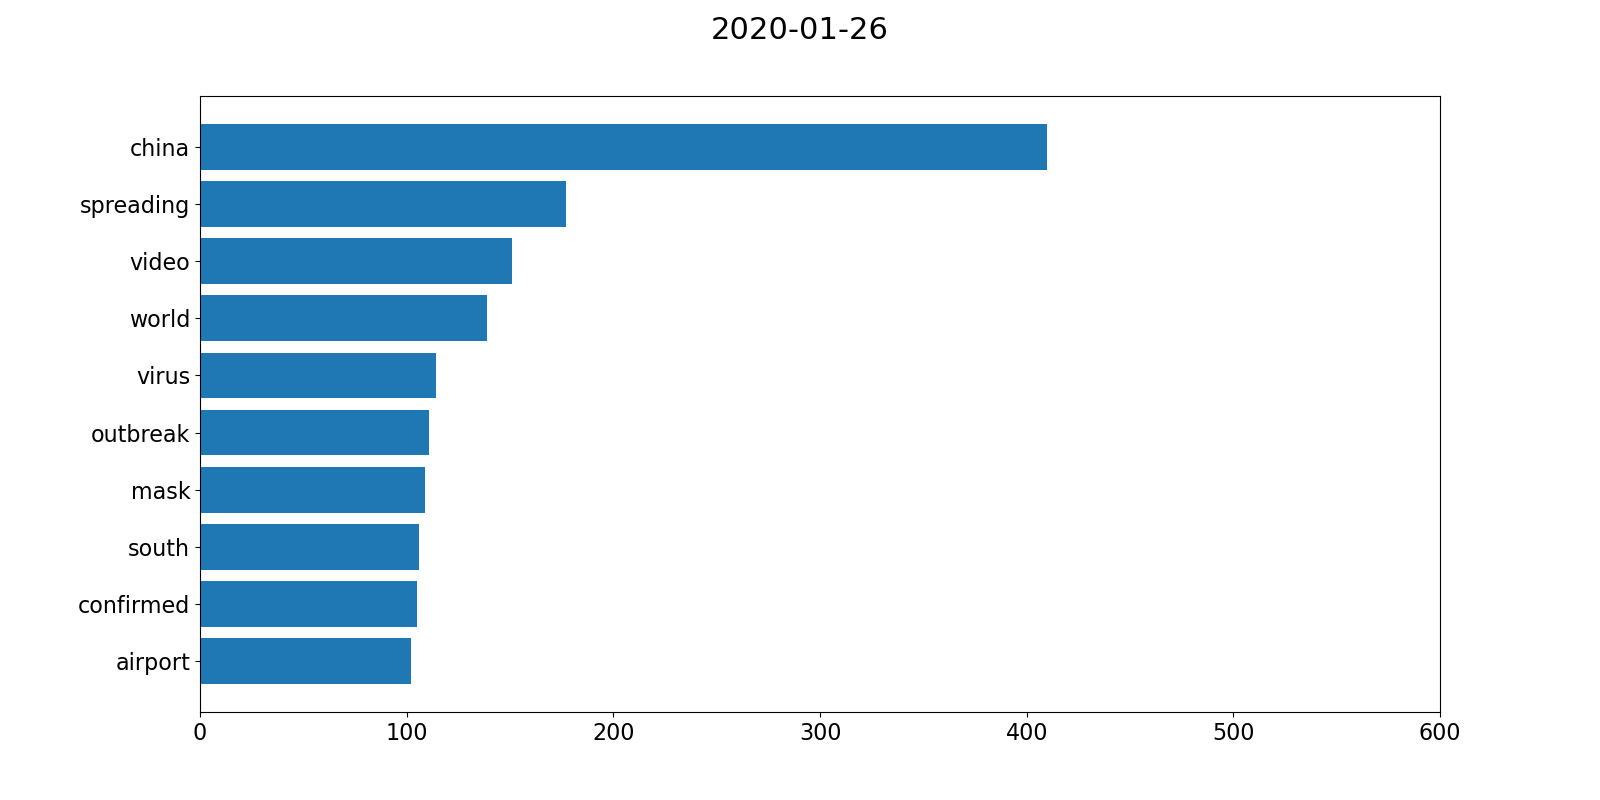 2020-01-26
china
spreading
video
world
virus
outbreak
mask
south
confirmed
airport
0 100 200 300 400 500 600